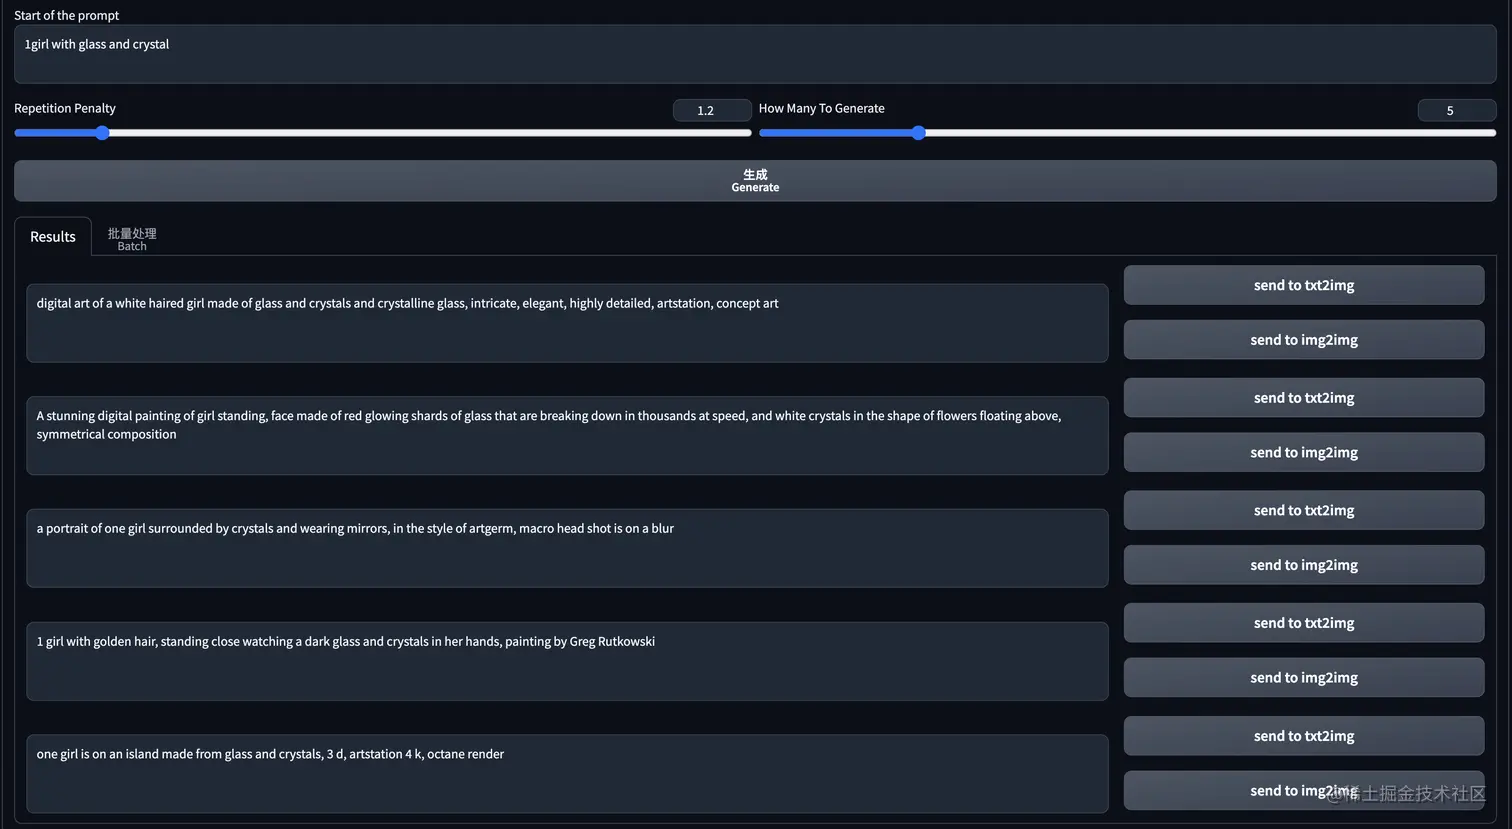 Start of the prompt
1girl with glass and crystal
Repetition Penalty
1.2
How Many To Generate
5
生成
Generate
Results
批量处理
Batch
digital art of a white haired girl made of glass and crystals and crystalline glass, intricate, elegant, highly detailed, artstation, concept art
send to txt2img
send to img2img
A stunning digital painting of girl standing, face made of red glowing shards of glass that are breaking down in thousands at speed, and white crystals in the shape of flowers floating above,
symmetrical composition
send to txt2img
send to img2img
a portrait of one girl surrounded by crystals and wearing mirrors, in the style of artgerm, macro head shot is on a blur
send to txt2img
send to img2img
1 girl with golden hair, standing close watching a dark glass and crystals in her hands, painting by Greg Rutkowski
send to txt2img
send to img2img
one girl is on an island made from glass and crystals, 3 d, artstation 4 k, octane render
send to txt2img
send to img2img
@稀土掘金技术社区